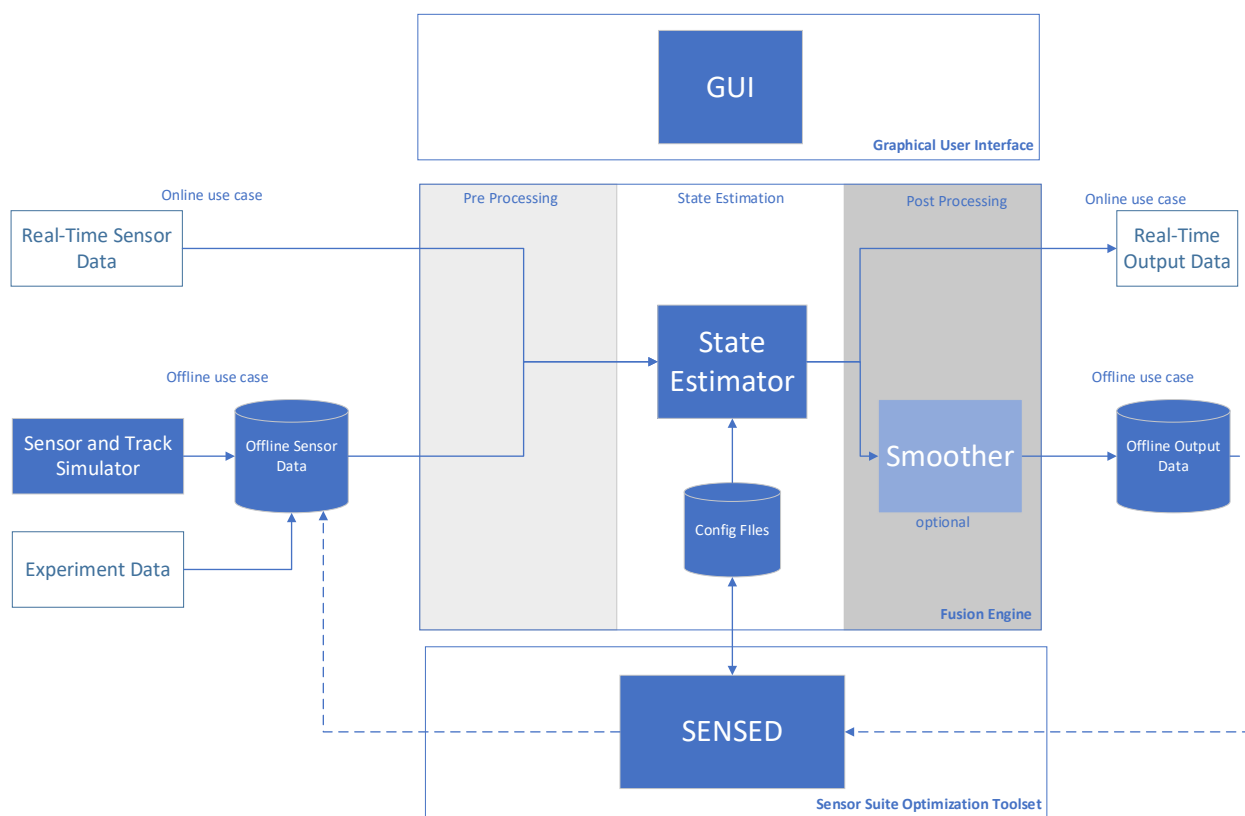 GUI
Graphical User Interface
Online use case
Pre Processing
State Estimation
Post Processing
Online use case
Real-Time Sensor
Data
Real-Time
Output Data
State
Estimator
Offline use case
Offline use case
Sensor and Track
Simulator
Offline Sensor
Data
Smoother
optional
Offline Output
Data
Config FIles
Experiment Data
Fusion Engine
SENSED
Sensor Suite Optimization Toolset